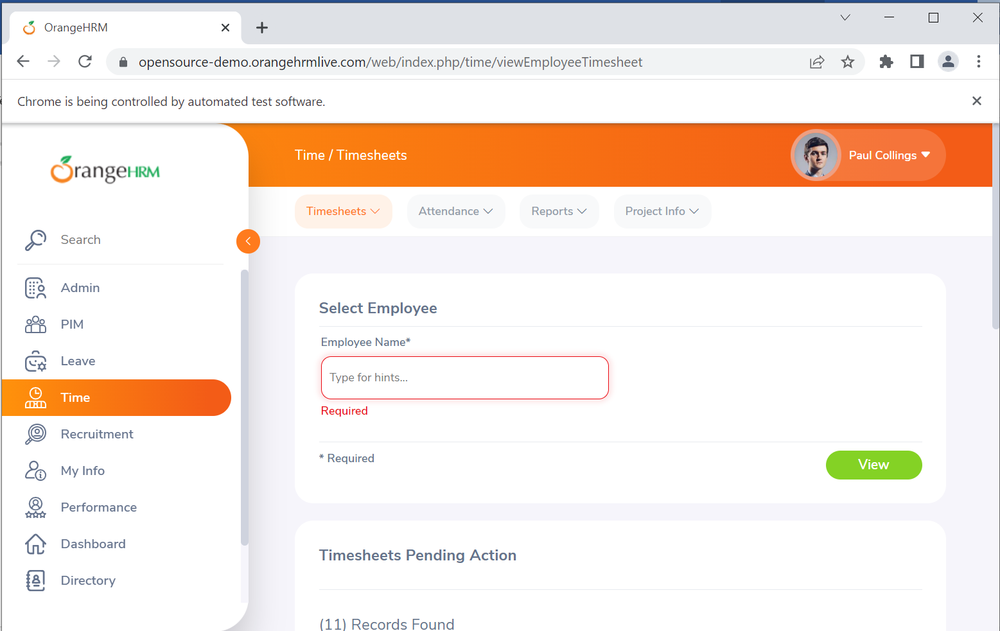 OrangeHRM
opensource-demo.orangehrmlive.com/web/index.php/time/viewEmployeeTimesheet
Chrome is being controlled by automated test software.
OrangeHRM
Time / Timesheets
Paul Collings
Timesheets
Attendance
Reports
Project Info
Search
Admin
PIM
Leave
Time
Recruitment
My Info
Performance
Dashboard
Directory
Select Employee
Employee Name*
Type for hints...
Required
* Required
View
Timesheets Pending Action
(11) Records Found